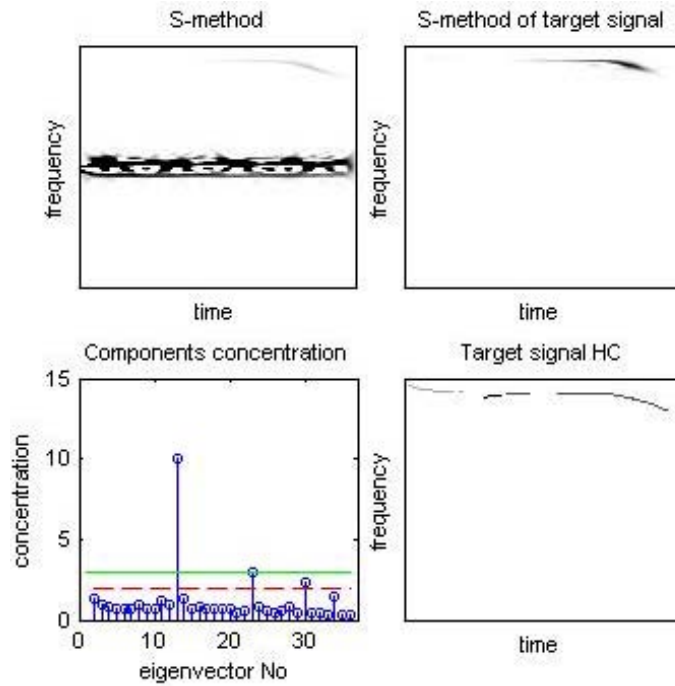 S-method
frequency
time
S-method of target signal
frequency
time
Components concentration
15
10
5
0
concentration
0 10 20 30
eigenvector No
Target signal HC
frequency
time